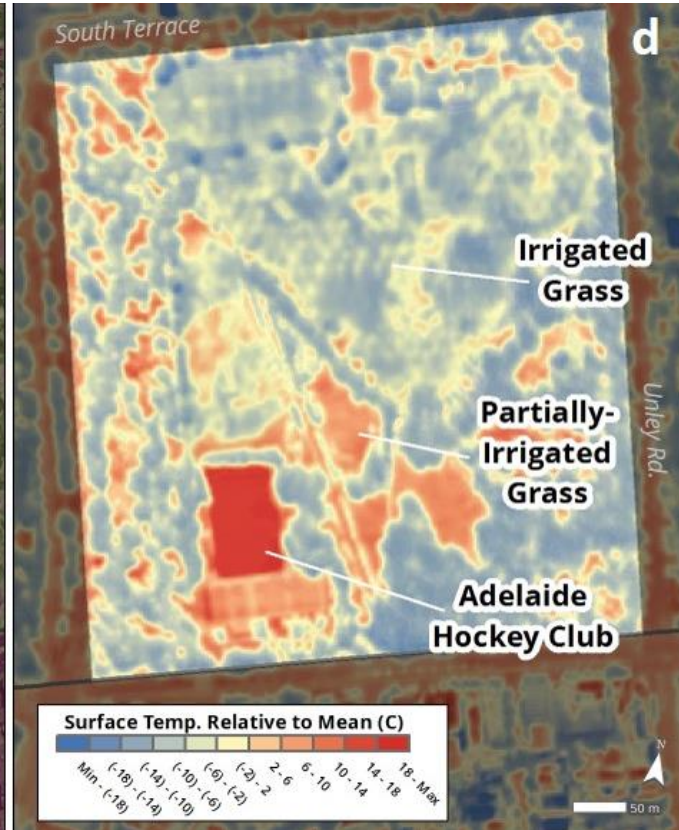 South Terrace
d
Irrigated
Grass
Unley Rd.
Partially-
Irrigated
Grass
Adelaide
Hockey Club
Surface Temp. Relative to Mean (C)
Min - (-18)
(-18) - (-14)
(-14) - (-10)
(-10) - (-6)
(-6) - (-2)
(-2) - 2
2 - 6
6 - 10
10 - 14
14 - 18
18 - Max
N
50 m